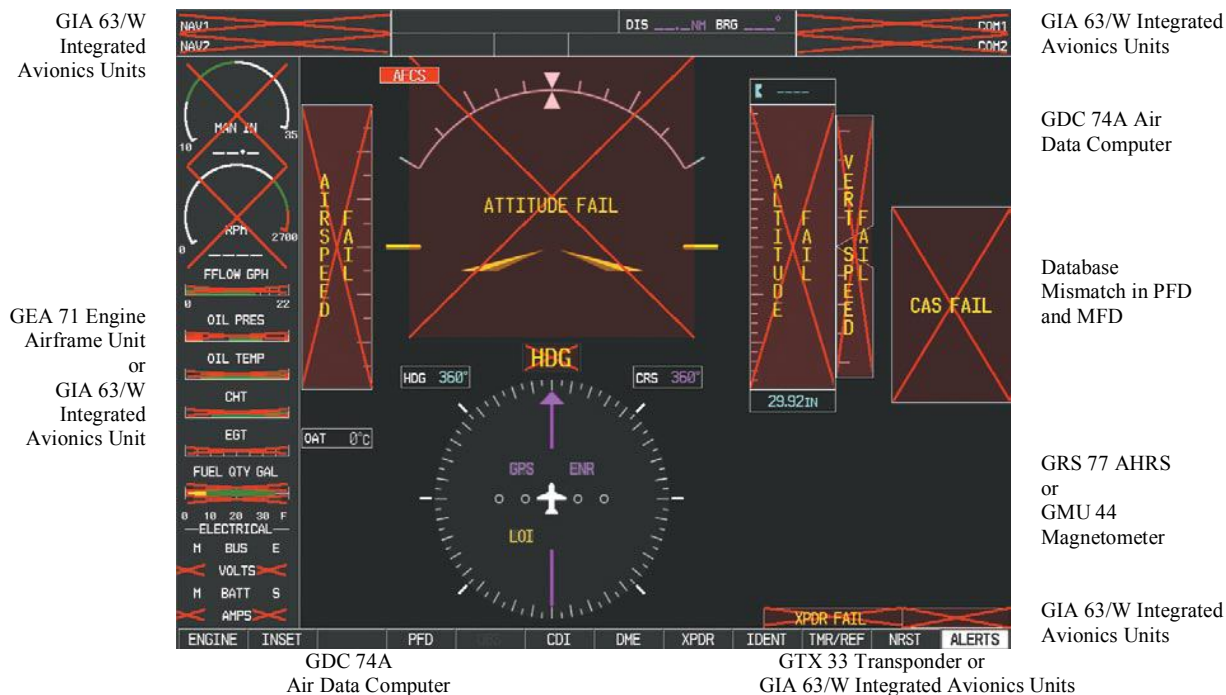 GIA 63/W
Integrated
Avionics Units
GEA 71 Engine
Airframe Unit
or
GIA 63/W
Integrated
Avionics Unit
NAV1
NAV2
DIS __._NM BRG ___°
COM1
COM2
AFCS
MAN IN
10
35
__._
RPM
0
2700
____
FFLOW GPH
0 22
OIL PRES
OIL TEMP
CHT
EGT
FUEL QTY GAL
0 10 20 30 F
ELECTRICAL
M BUS E
VOLTS
M BATT S
AMPS
AIRSPEED FAIL
ATTITUDE FAIL
----
ALTITUDE FAIL
VERT SPEED FAIL
CAS FAIL
HDG
HDG 360°
CRS 360°
29.92IN
OAT 0°C
GPS ENR
LOI
XPDR FAIL
ENGINE INSET PFD OBS CDI DME XPDR IDENT TMR/REF NRST ALERTS
GIA 63/W Integrated
Avionics Units
GDC 74A Air
Data Computer
Database
Mismatch in PFD
and MFD
GRS 77 AHRS
or
GMU 44
Magnetometer
GIA 63/W Integrated
Avionics Units
GDC 74A
Air Data Computer
GTX 33 Transponder or
GIA 63/W Integrated Avionics Units